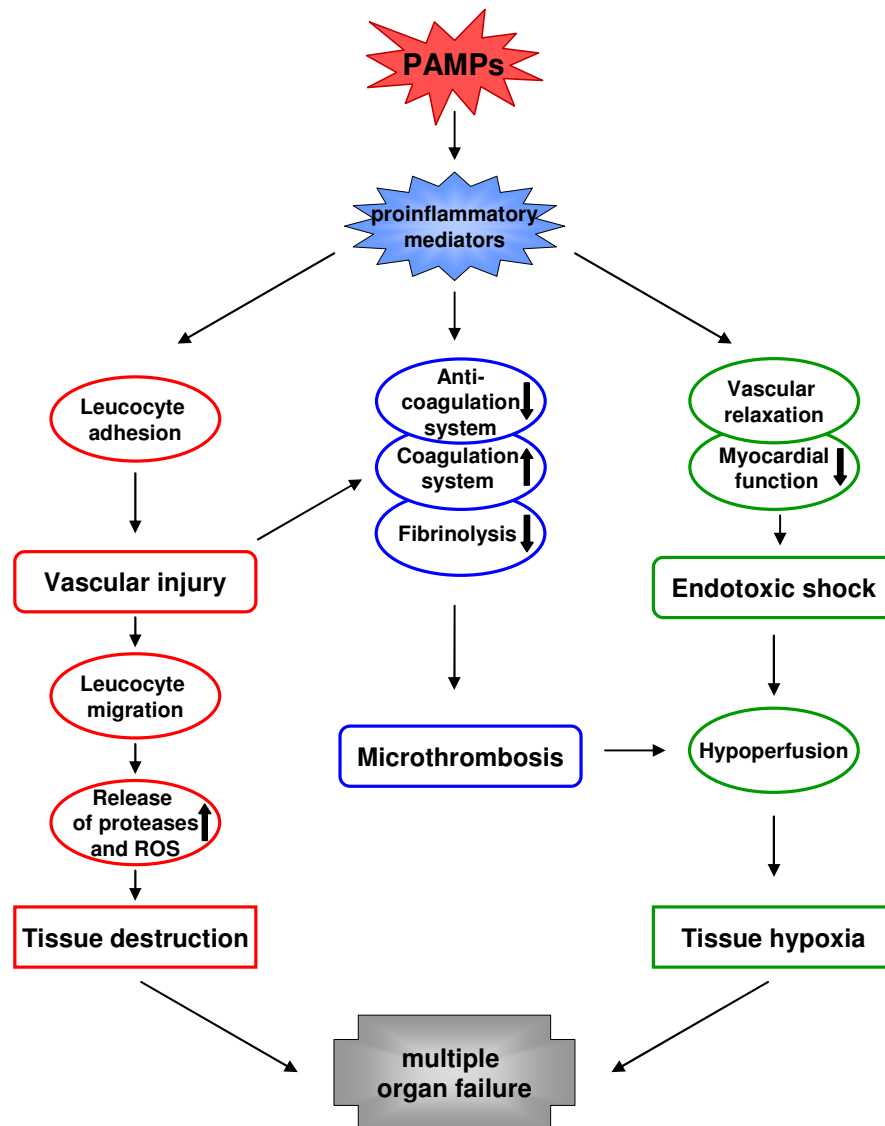 PAMPs
proinflammatory
mediators
Leucocyte
adhesion
Anti-
coagulation
system
Coagulation
system
Fibrinolysis
Vascular
relaxation
Myocardial
function
Vascular injury
Endotoxic shock
Leucocyte
migration
Microthrombosis
Hypoperfusion
Release
of proteases
and ROS
Tissue destruction
Tissue hypoxia
multiple
organ failure